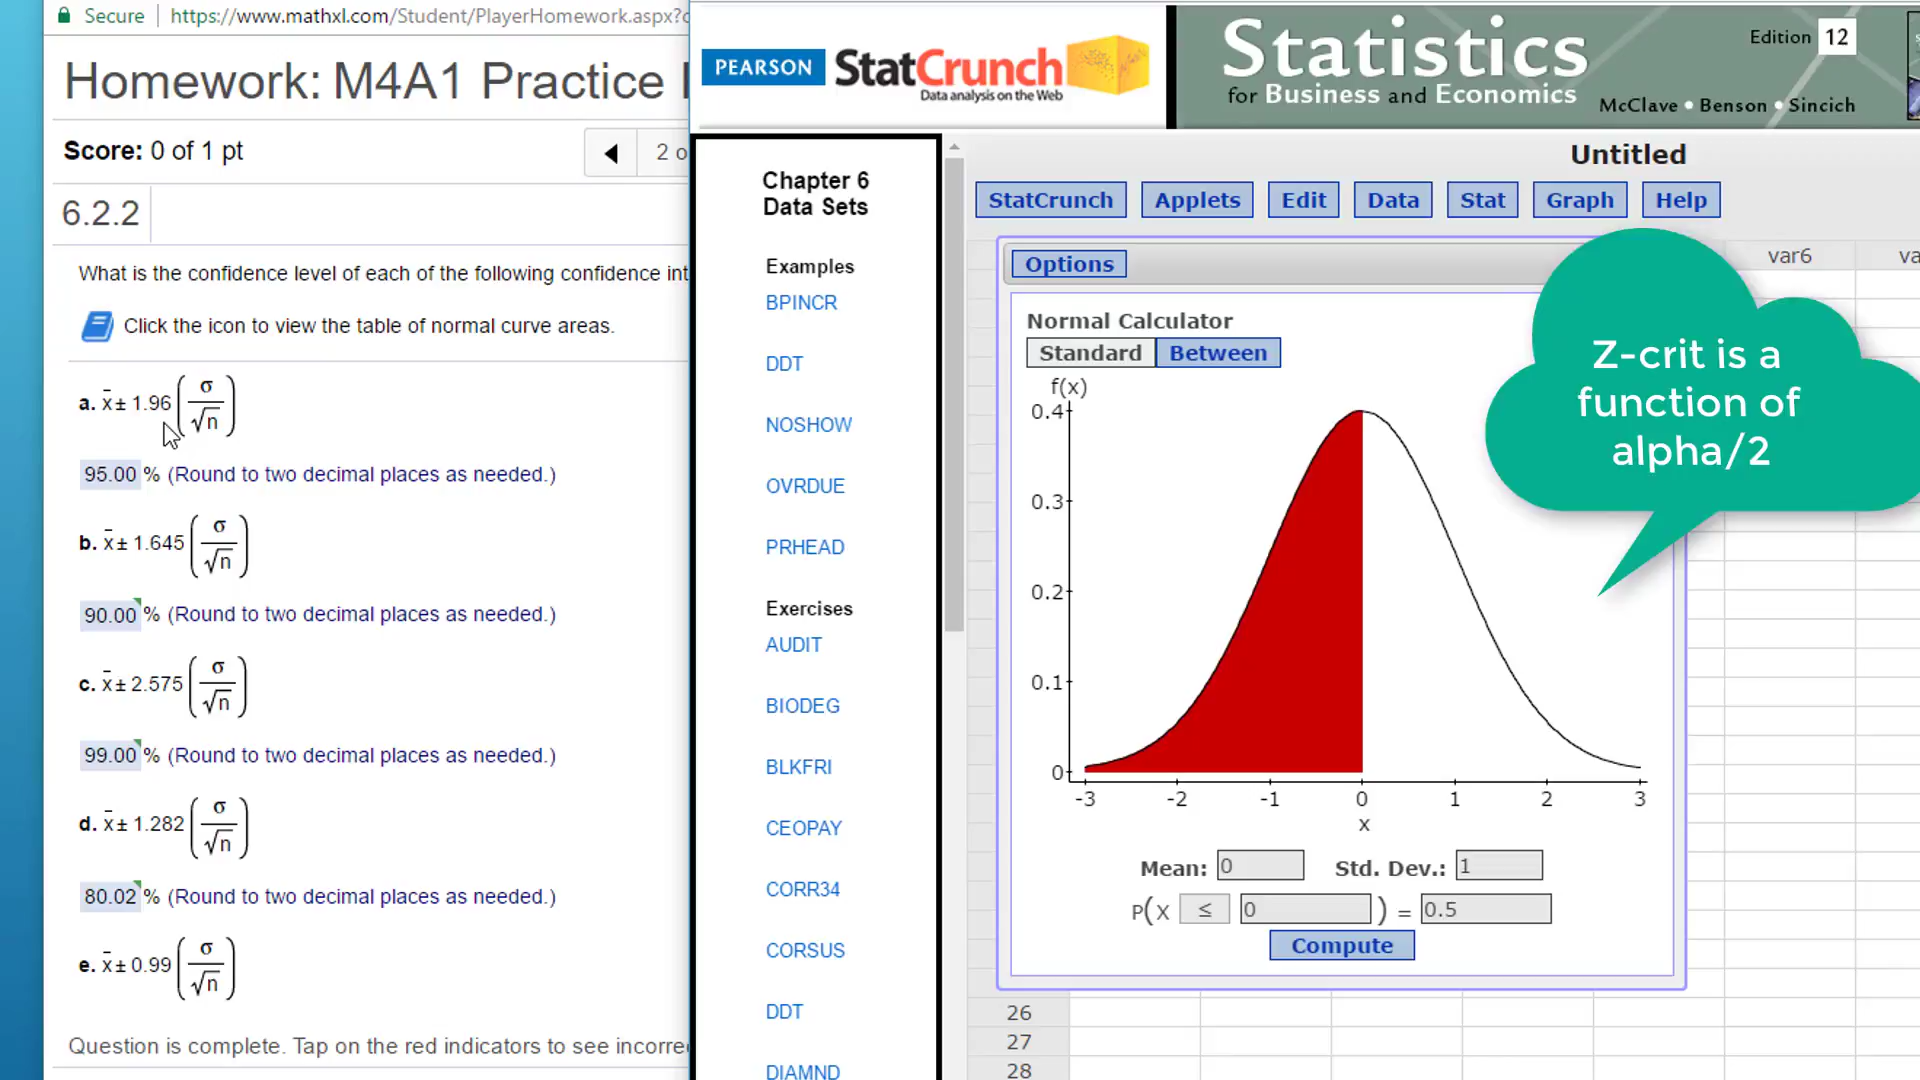 Secure
https://www.mathxl.com/Student/PlayerHomework.aspx?
Homework: M4A1 Practice
Score: 0 of 1 pt
2 o
6.2.2
What is the confidence level of each of the following confidence int
Click the icon to view the table of normal curve areas.
a. x̄ ± 1.96 (σ/√n)
95.00 % (Round to two decimal places as needed.)
b. x̄ ± 1.645 (σ/√n)
90.00 % (Round to two decimal places as needed.)
c. x̄ ± 2.575 (σ/√n)
99.00 % (Round to two decimal places as needed.)
d. x̄ ± 1.282 (σ/√n)
80.02 % (Round to two decimal places as needed.)
e. x̄ ± 0.99 (σ/√n)
Question is complete. Tap on the red indicators to see incorre
PEARSON StatCrunch
Data analysis on the Web
Statistics
for Business and Economics
Edition 12
McClave • Benson • Sincich
Chapter 6
Data Sets
Examples
BPINCR
DDT
NOSHOW
OVRDUE
PRHEAD
Exercises
AUDIT
BIODEG
BLKFRI
CEOPAY
CORR34
CORSUS
DDT
DIAMND
Untitled
StatCrunch Applets Edit Data Stat Graph Help
var6 va
Options
Normal Calculator
Standard Between
f(x)
0.4
0.3
0.2
0.1
0
-3 -2 -1 0 1 2 3
x
Mean: 0 Std. Dev.: 1
P(X ≤ 0) = 0.5
Compute
26
27
28
Z-crit is a
function of
alpha/2